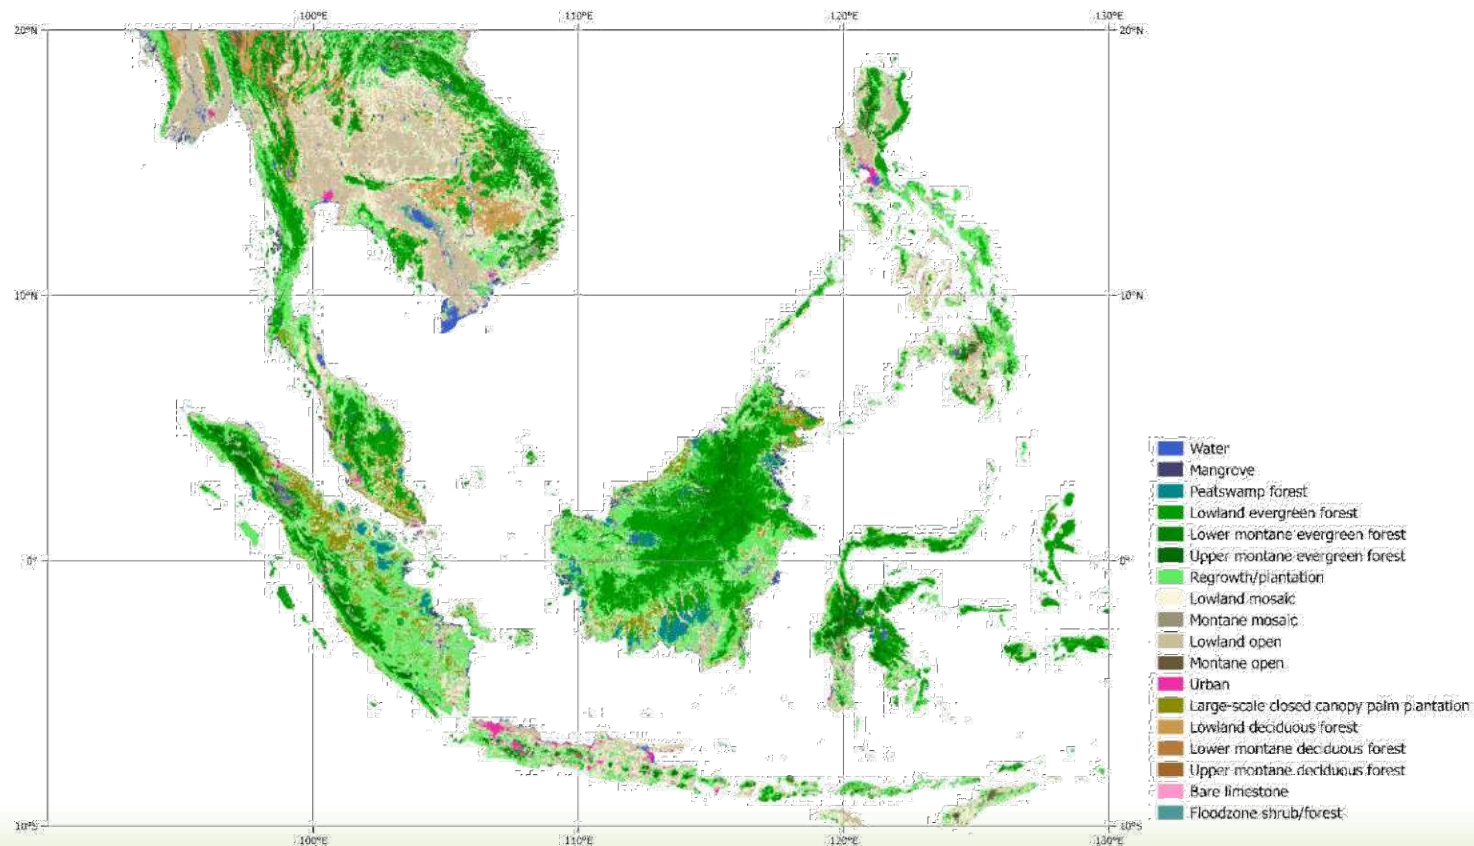 100°E 110°E 120°E 130°E
20°N 20°N
10°N 10°N
0° 0°
Water
Mangrove
Peatswamp forest
Lowland evergreen forest
Lower montane evergreen forest
Upper montane evergreen forest
Regrowth/plantation
Lowland mosaic
Montane mosaic
Lowland open
Montane open
Urban
Large-scale closed canopy palm plantation
Lowland deciduous forest
Lower montane deciduous forest
Upper montane deciduous forest
Bare limestone
Floodzone shrub/forest
10°S 10°S
100°E 110°E 120°E 130°E